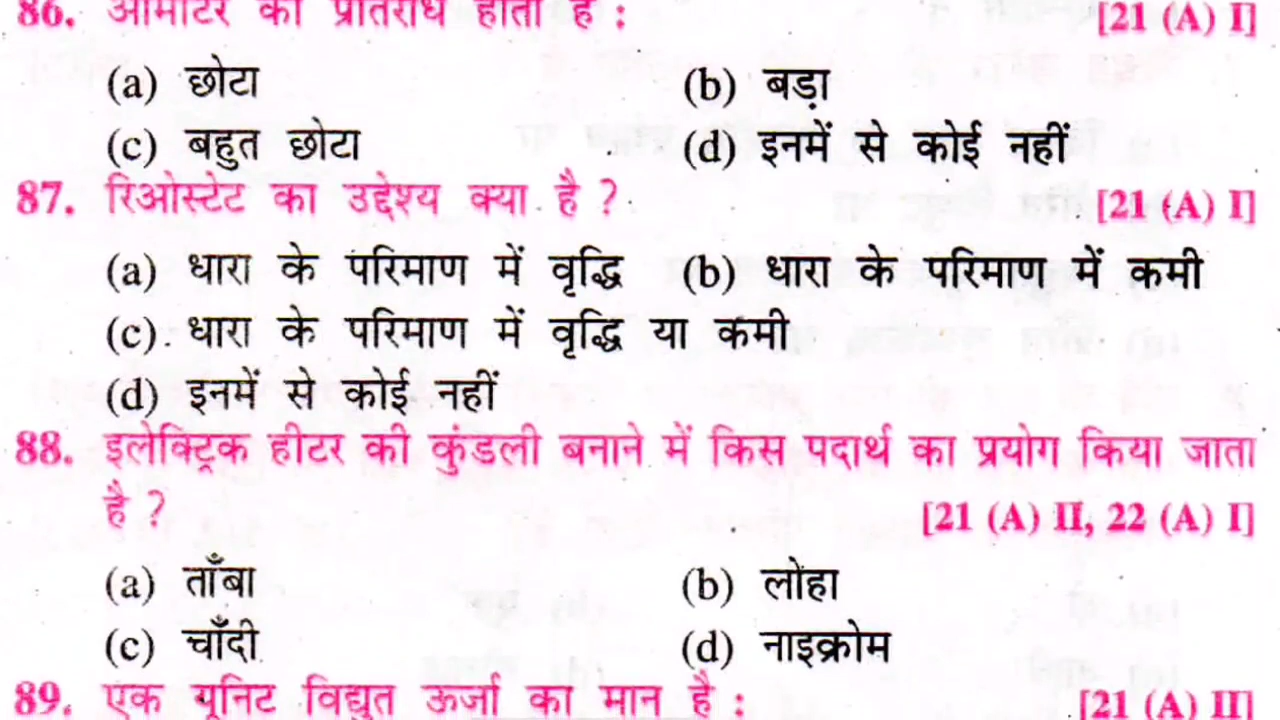 86. आमीटर का प्रतिरोध होता है : [21 (A) I]
(a) छोटा (b) बड़ा
(c) बहुत छोटा (d) इनमें से कोई नहीं
87. रिओस्टेट का उद्देश्य क्या है ? [21 (A) I]
(a) धारा के परिमाण में वृद्धि (b) धारा के परिमाण में कमी
(c) धारा के परिमाण में वृद्धि या कमी
(d) इनमें से कोई नहीं
88. इलेक्ट्रिक हीटर की कुंडली बनाने में किस पदार्थ का प्रयोग किया जाता
है ? [21 (A) II, 22 (A) I]
(a) ताँबा (b) लोहा
(c) चाँदी (d) नाइक्रोम
89. एक यूनिट विद्युत ऊर्जा का मान है : [21 (A) II]